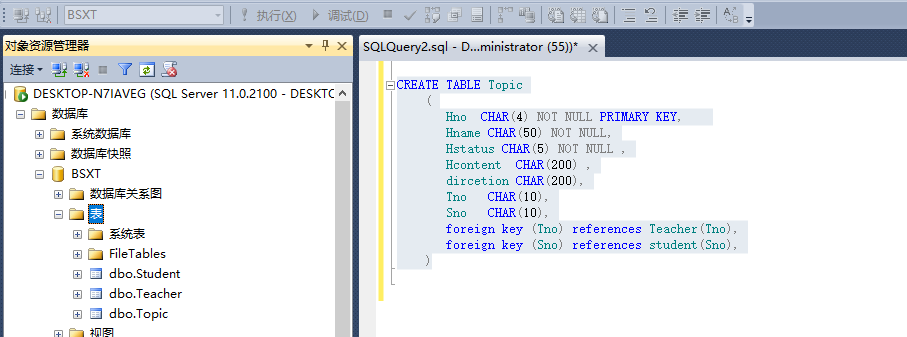 BSXT
执行(X)
调试(D)
对象资源管理器
连接
DESKTOP-N7IAVEG (SQL Server 11.0.2100 - DESKTO
数据库
系统数据库
数据库快照
BSXT
数据库关系图
表
系统表
FileTables
dbo.Student
dbo.Teacher
dbo.Topic
视图
SQLQuery2.sql - D...ministrator (55))*
CREATE TABLE Topic
(
Hno CHAR(4) NOT NULL PRIMARY KEY,
Hname CHAR(50) NOT NULL,
Hstatus CHAR(5) NOT NULL ,
Hcontent CHAR(200) ,
dircetion CHAR(200),
Tno CHAR(10),
Sno CHAR(10),
foreign key (Tno) references Teacher(Tno),
foreign key (Sno) references student(Sno),
)